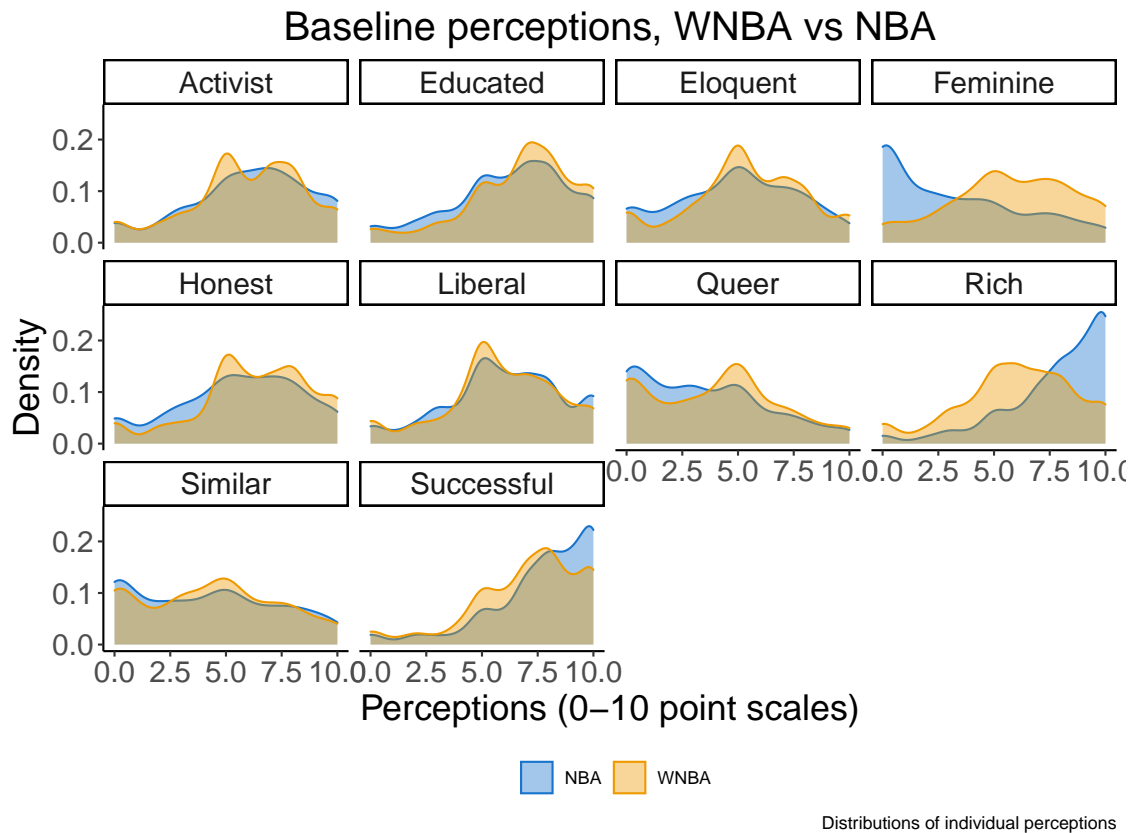 Baseline perceptions, WNBA vs NBA
Activist Educated Eloquent Feminine
0.2
0.1
0.0
Honest Liberal Queer Rich
0.2
0.1
0.0
0.0 2.5 5.0 7.5 10.0 0.0 2.5 5.0 7.5 10.0
Similar Successful
0.2
0.1
0.0
0.0 2.5 5.0 7.5 10.0 0.0 2.5 5.0 7.5 10.0
Density
Perceptions (0–10 point scales)
NBA WNBA
Distributions of individual perceptions